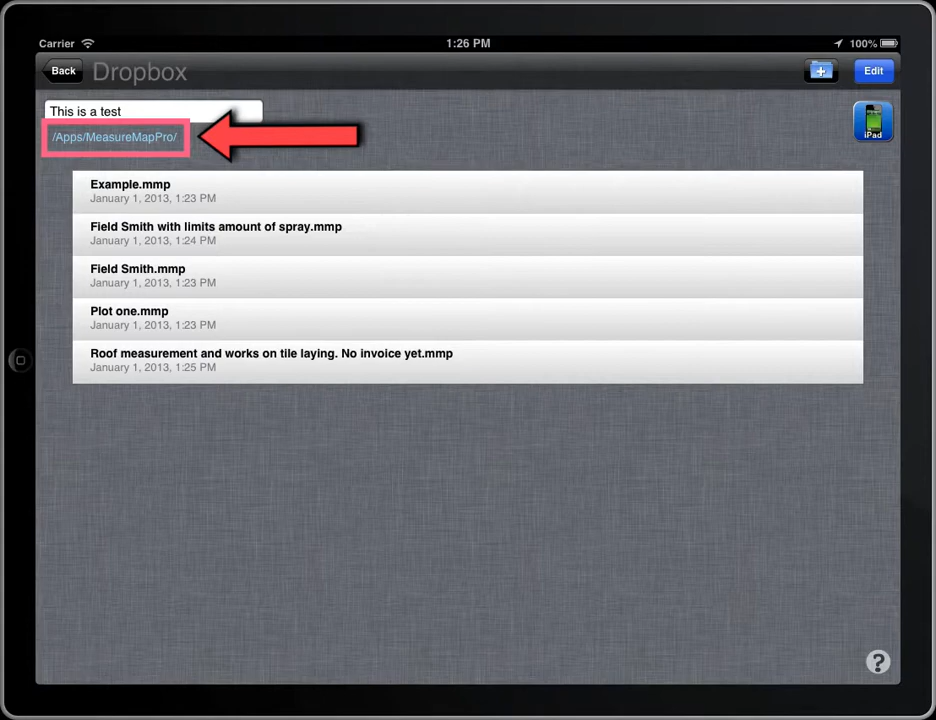 Carrier
1:26 PM
100%
Back
Dropbox
Edit
This is a test
/Apps/MeasureMapPro/
iPad
Example.mmp
January 1, 2013, 1:23 PM
Field Smith with limits amount of spray.mmp
January 1, 2013, 1:24 PM
Field Smith.mmp
January 1, 2013, 1:23 PM
Plot one.mmp
January 1, 2013, 1:23 PM
Roof measurement and works on tile laying. No invoice yet.mmp
January 1, 2013, 1:25 PM
?